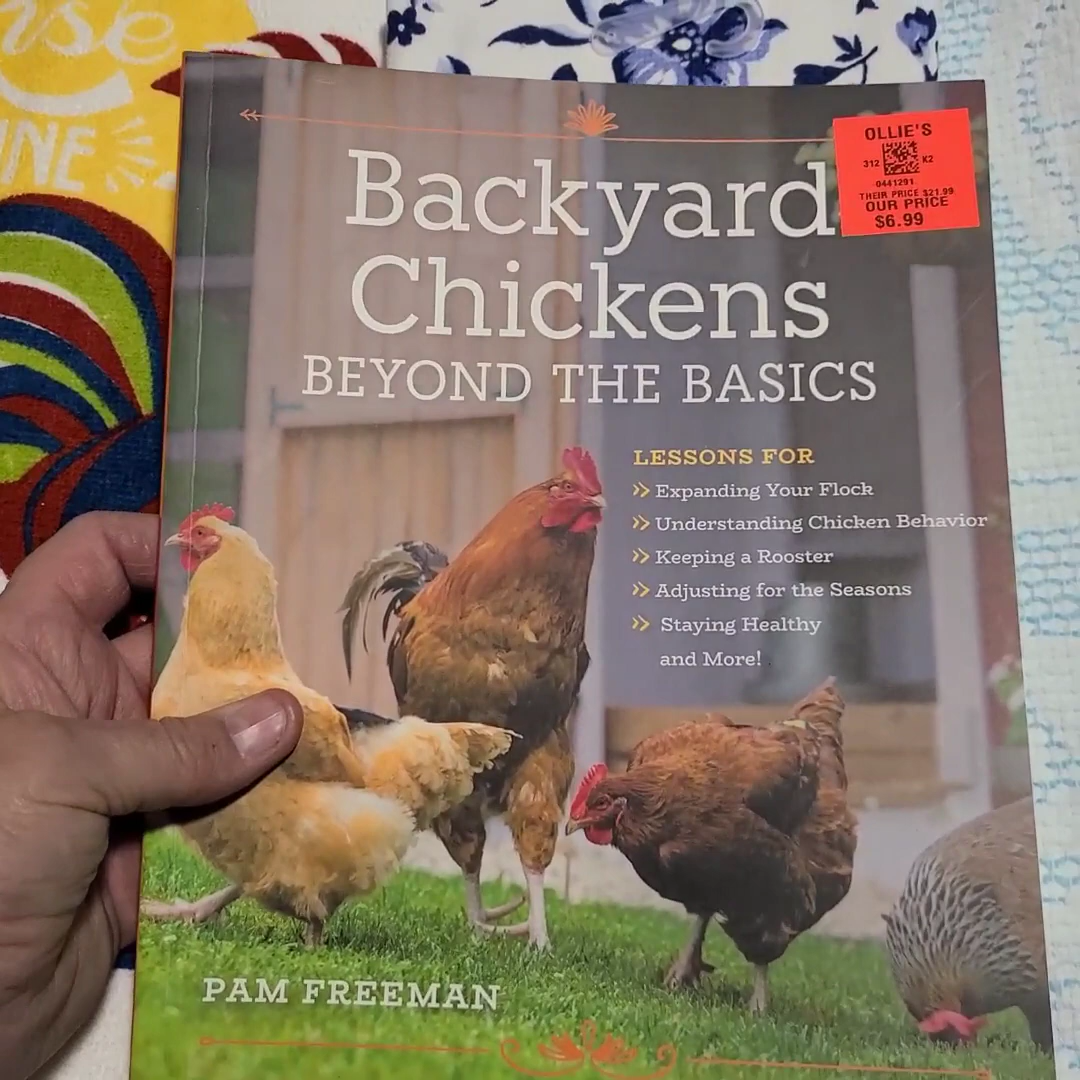 OLLIE'S
312 K2
0441291
THEIR PRICE $21.99
OUR PRICE
$6.99
Backyard
Chickens
BEYOND THE BASICS
LESSONS FOR
» Expanding Your Flock
» Understanding Chicken Behavior
» Keeping a Rooster
» Adjusting for the Seasons
» Staying Healthy
and More!
PAM FREEMAN